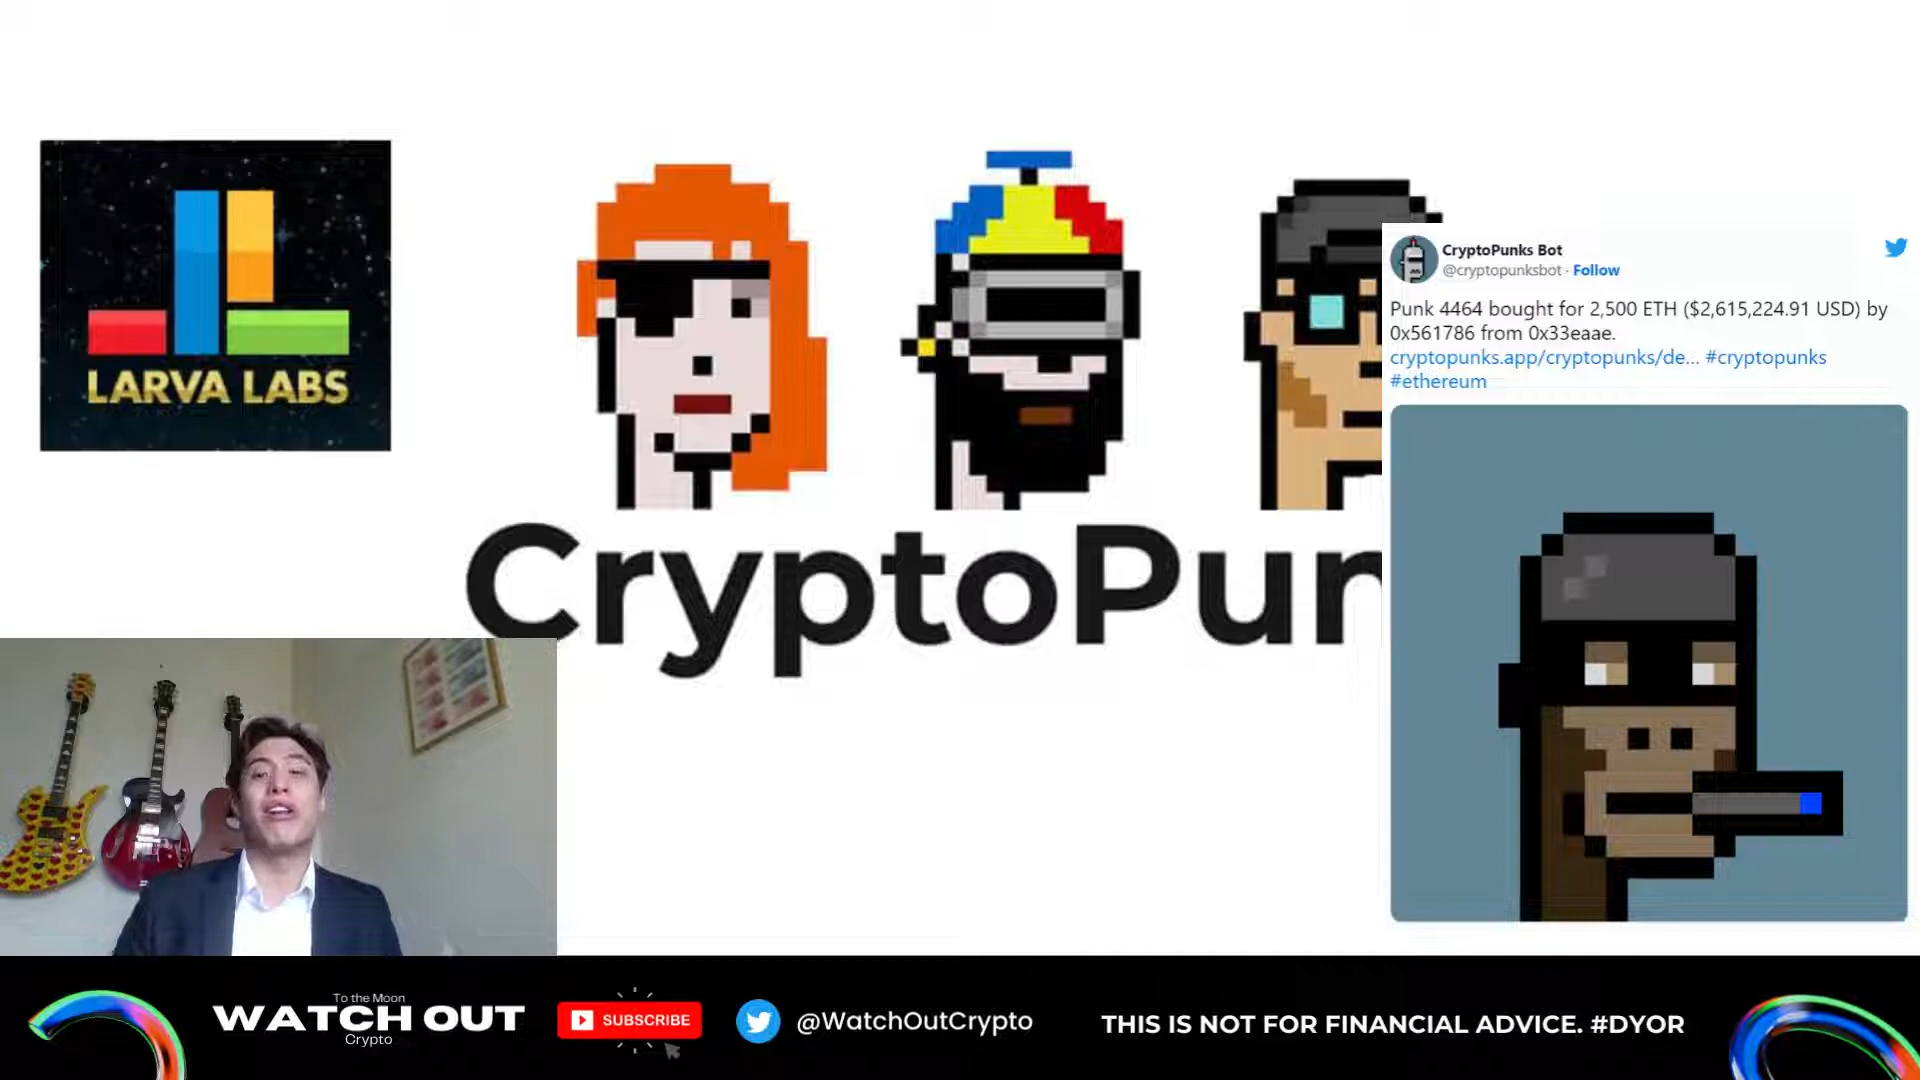 LARVA LABS
CryptoPun
CryptoPunks Bot
@cryptopunksbot · Follow
Punk 4464 bought for 2,500 ETH ($2,615,224.91 USD) by
0x561786 from 0x33eaae.
cryptopunks.app/cryptopunks/de... #cryptopunks
#ethereum
To the Moon
WATCH OUT
Crypto
SUBSCRIBE
@WatchOutCrypto
THIS IS NOT FOR FINANCIAL ADVICE. #DYOR